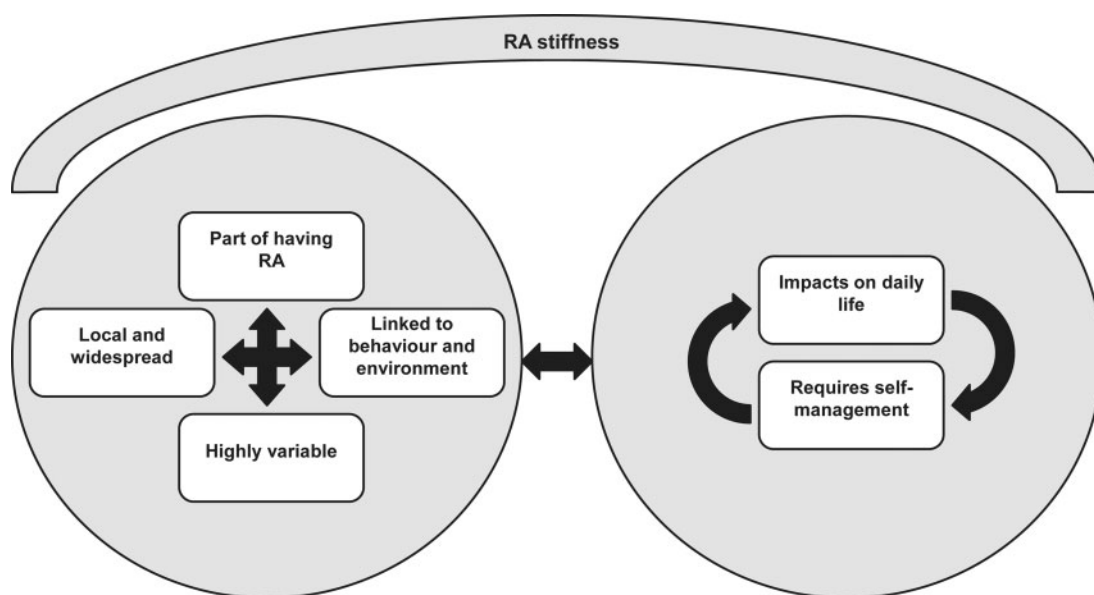 RA stiffness
Part of having
RA
Local and
widespread
Linked to
behaviour and
environment
Highly variable
Impacts on daily
life
Requires self-
management